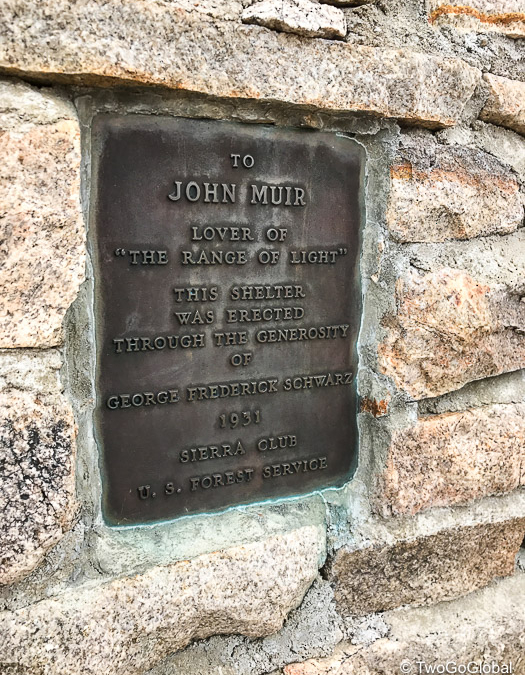 TO
JOHN MUIR
LOVER OF
"THE RANGE OF LIGHT"
THIS SHELTER
WAS ERECTED
THROUGH THE GENEROSITY
OF
GEORGE FREDERICK SCHWARZ
1931
SIERRA CLUB
U. S. FOREST SERVICE
© TwoGoGlobal